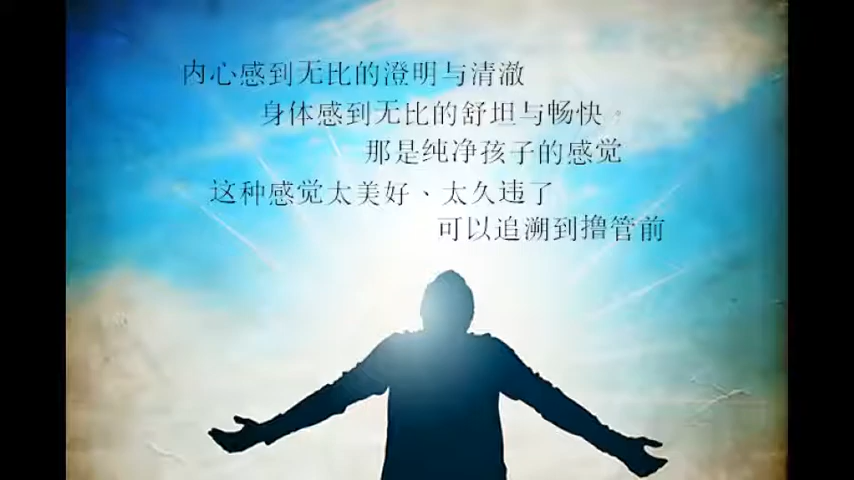 内心感到无比的澄明与清澈
身体感到无比的舒坦与畅快。
那是纯净孩子的感觉
这种感觉太美好、太久违了
可以追溯到撸管前